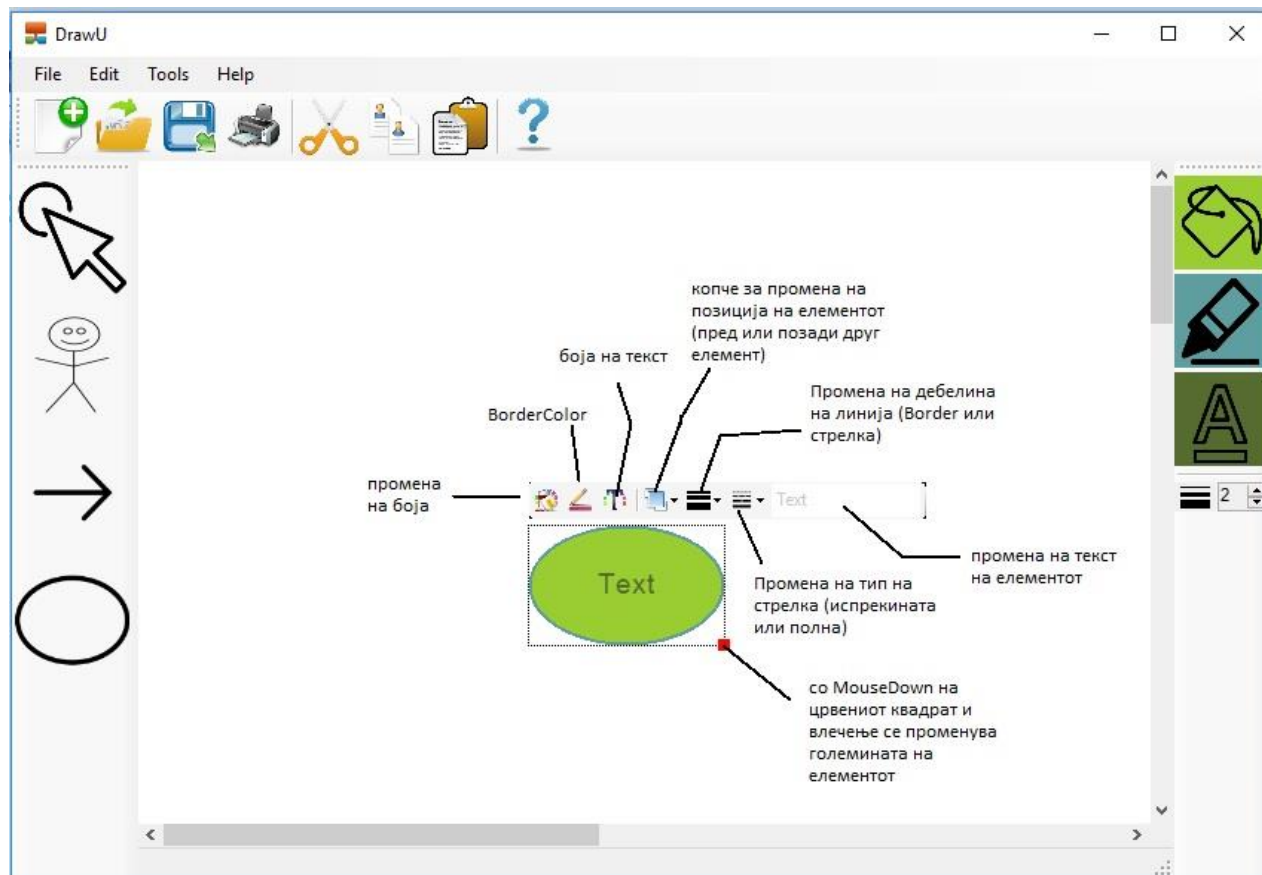 DrawU
File Edit Tools Help
копче за промена на
позиција на елементот
(пред или позади друг
елемент)
боја на текст
Промена на дебелина
на линија (Border или
стрелка)
BorderColor
промена
на боја
Text
2
промена на текст
на елементот
Text
Промена на тип на
стрелка (испрекината
или полна)
со MouseDown на
црвениот квадрат и
влечење се променува
големината на
елементот